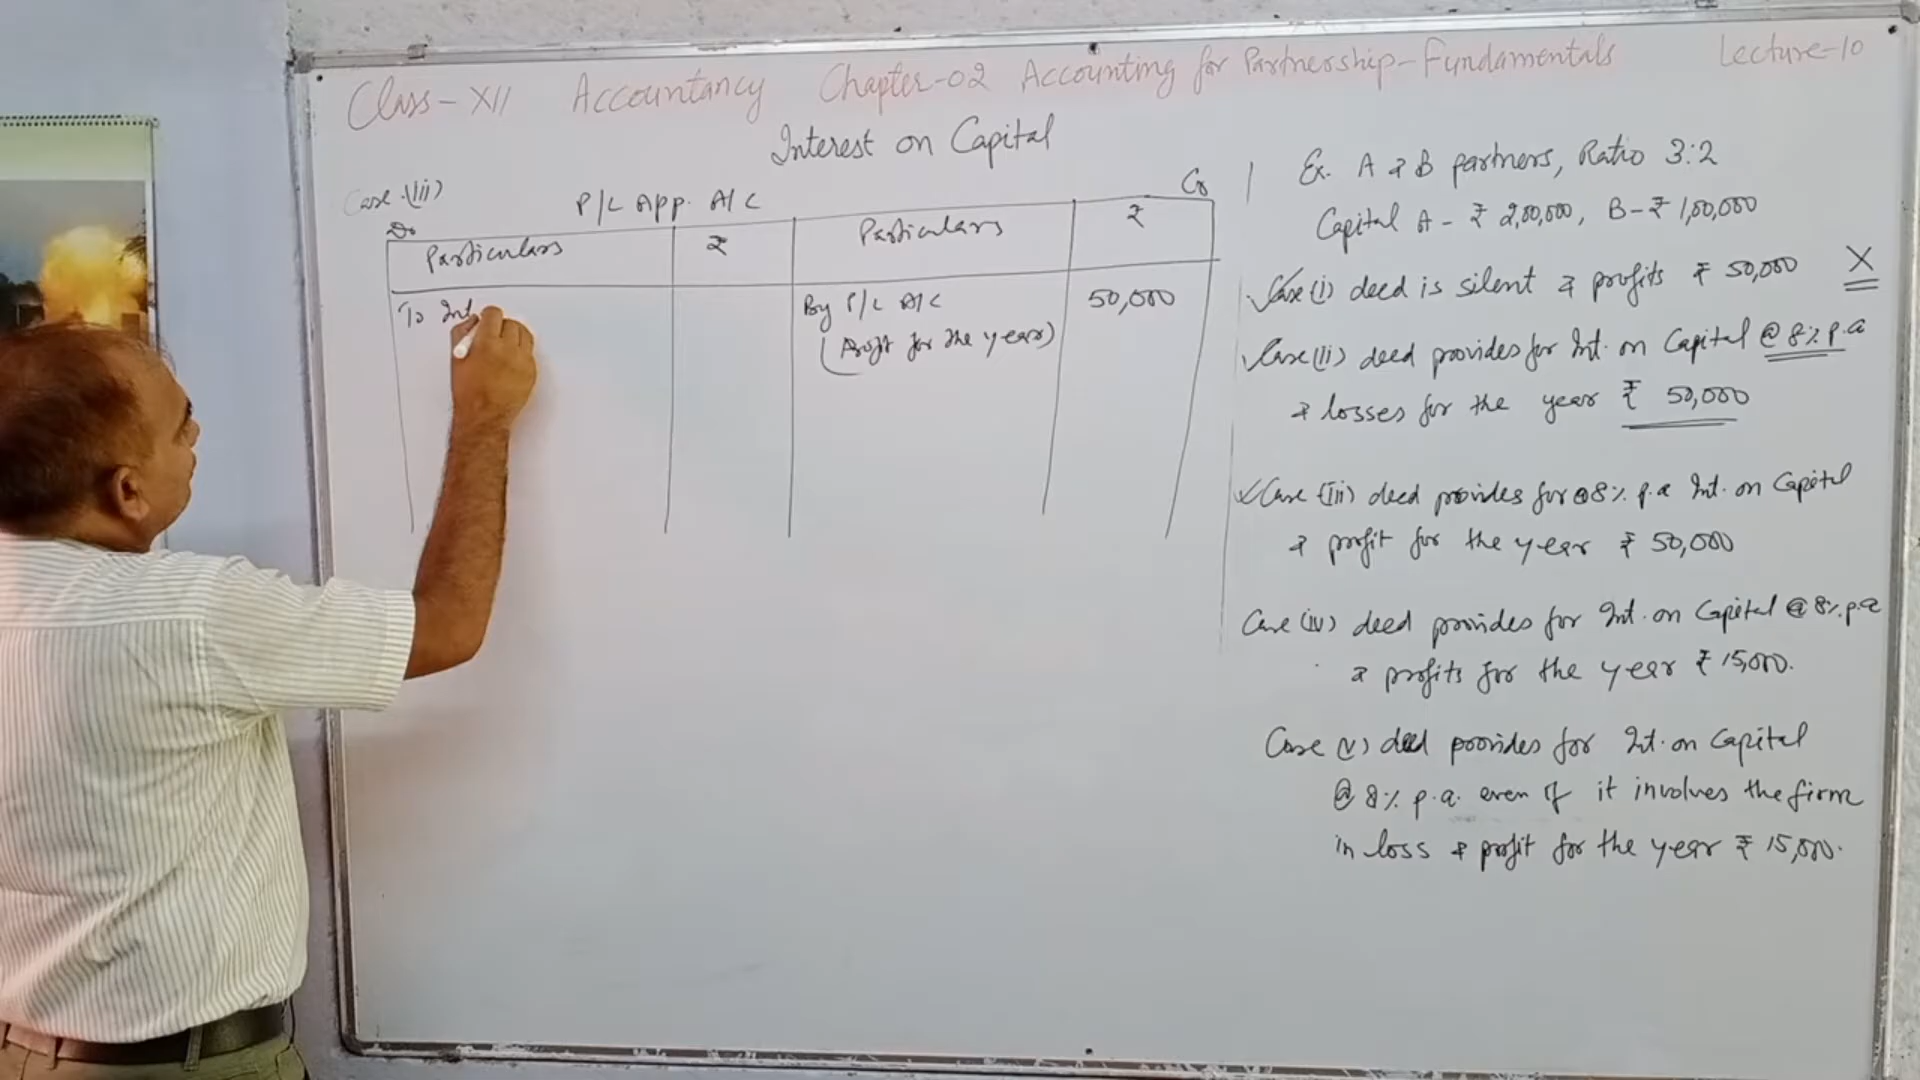 Class-XII Accountancy Chapter-02 Accounting for Partnership-Fundamentals Lecture-10
Interest on Capital
Case (iii)
P/L App. A/C
Dr Cr
Particulars ₹ Particulars ₹
To Int By P/L A/C 50,000
(Profit for the year)
Ex. A & B partners, Ratio 3:2
Capital A - ₹ 2,00,000, B - ₹ 1,00,000
Case (i) deed is silent & profits ₹ 50,000 X
Case (ii) deed provides for Int. on Capital @ 8% p.a
& losses for the year ₹ 50,000
Case (iii) deed provides for @ 8% p.a Int. on Capital
& profit for the year ₹ 50,000
Case (iv) deed provides for Int. on Capital @ 8% p.a
& profits for the year ₹ 15,000.
Case (v) deed provides for Int. on Capital
@ 8% p.a. even if it involves the firm
in loss & profit for the year ₹ 15,000.